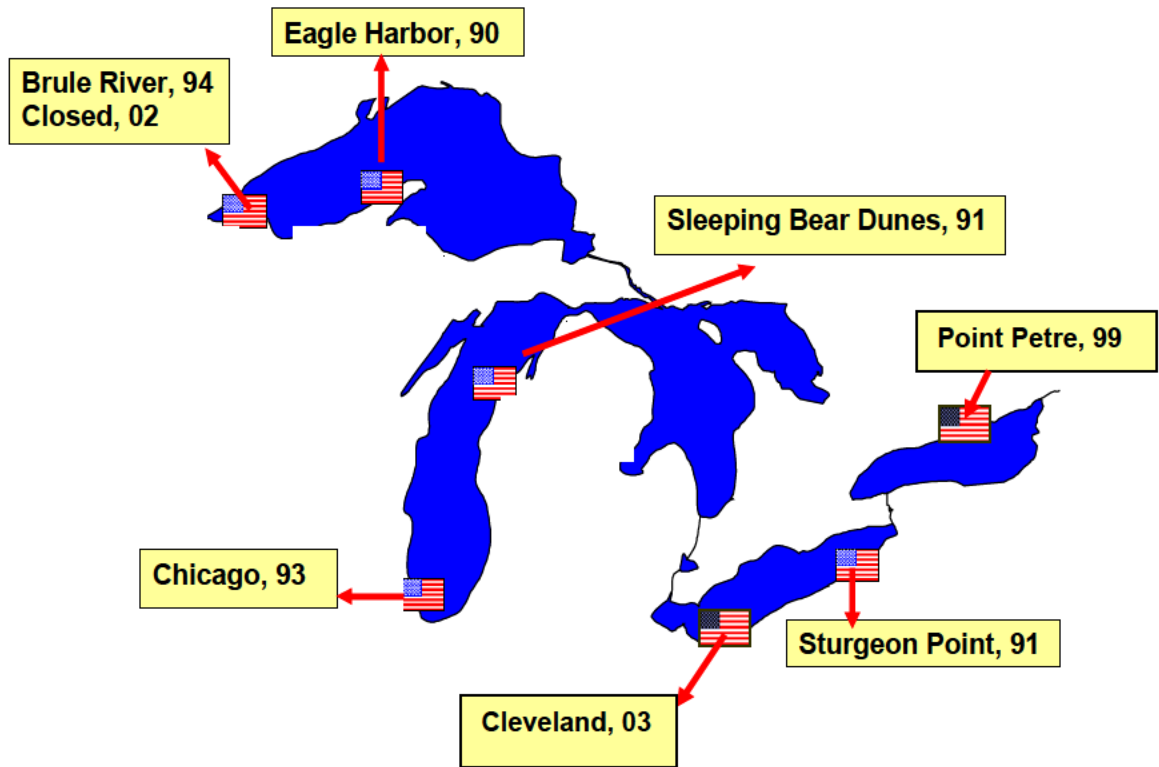 Eagle Harbor, 90
Brule River, 94
Closed, 02
Sleeping Bear Dunes, 91
Point Petre, 99
Chicago, 93
Sturgeon Point, 91
Cleveland, 03